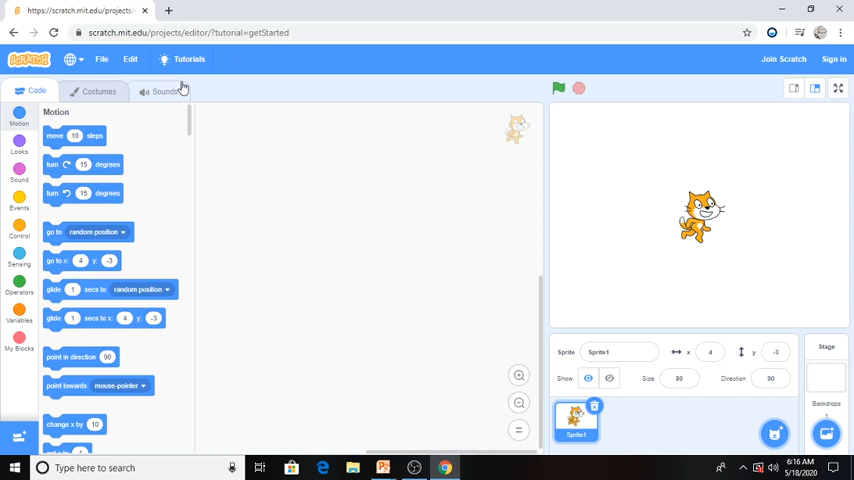 https://scratch.mit.edu/projects/e
scratch.mit.edu/projects/editor/?tutorial=getStarted
SCRATCH
File
Edit
Tutorials
Join Scratch
Sign in
Code
Costumes
Sounds
Motion
Motion
Looks
Sound
Events
Control
Sensing
Operators
Variables
My Blocks
move 10 steps
turn 15 degrees
turn 15 degrees
go to random position
go to x: 4 y: -3
glide 1 secs to random position
glide 1 secs to x: 4 y: -3
point in direction 90
point towards mouse-pointer
change x by 10
Sprite Sprite1 x 4 y -3
Show Size 80 Direction 90
Sprite1
Stage
Backdrops
1
Type here to search
6:16 AM
5/18/2020